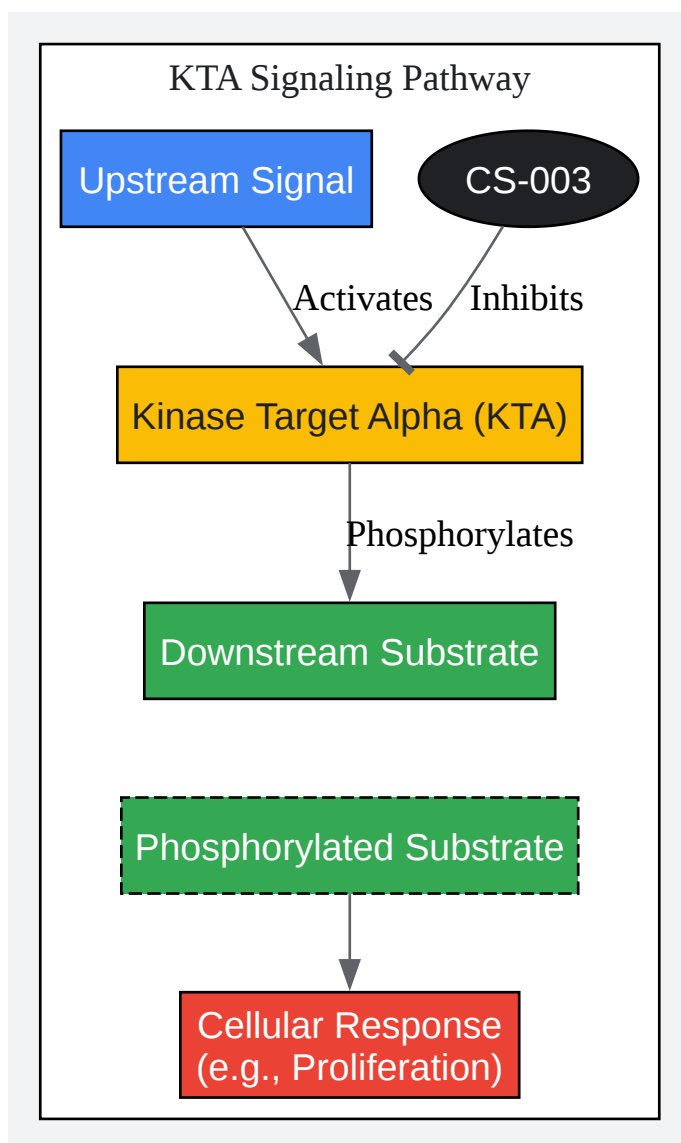 KTA Signaling Pathway
Upstream Signal
CS-003
Activates
Inhibits
Kinase Target Alpha (KTA)
Phosphorylates
Downstream Substrate
Phosphorylated Substrate
Cellular Response
(e.g., Proliferation)